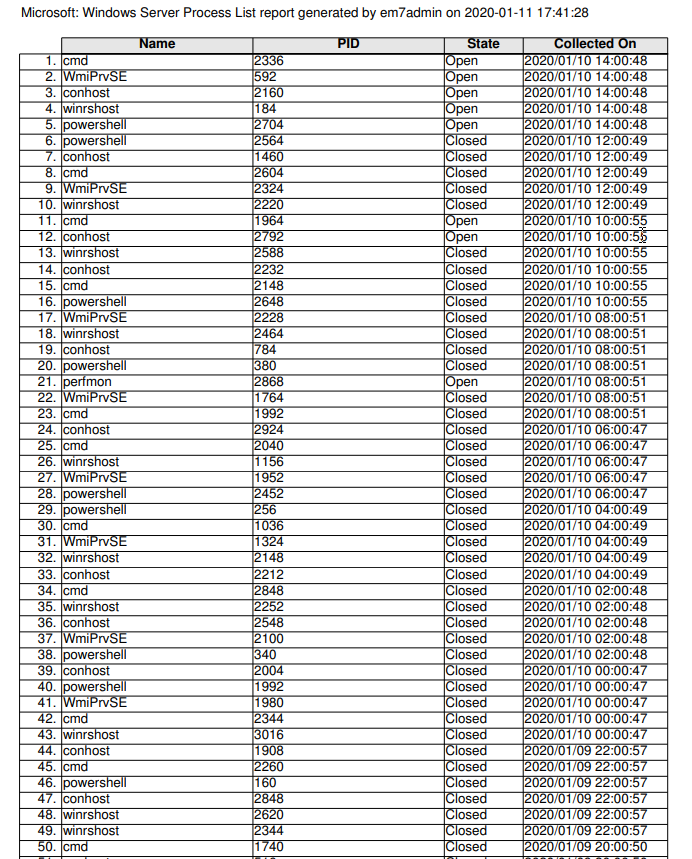 Microsoft: Windows Server Process List report generated by em7admin on 2020-01-11 17:41:28
Name PID State Collected On
1. cmd 2336 Open 2020/01/10 14:00:48
2. WmiPrvSE 592 Open 2020/01/10 14:00:48
3. conhost 2160 Open 2020/01/10 14:00:48
4. winrshost 184 Open 2020/01/10 14:00:48
5. powershell 2704 Open 2020/01/10 14:00:48
6. powershell 2564 Closed 2020/01/10 12:00:49
7. conhost 1460 Closed 2020/01/10 12:00:49
8. cmd 2604 Closed 2020/01/10 12:00:49
9. WmiPrvSE 2324 Closed 2020/01/10 12:00:49
10. winrshost 2220 Closed 2020/01/10 12:00:49
11. cmd 1964 Open 2020/01/10 10:00:55
12. conhost 2792 Open 2020/01/10 10:00:55
13. winrshost 2588 Closed 2020/01/10 10:00:55
14. conhost 2232 Closed 2020/01/10 10:00:55
15. cmd 2148 Closed 2020/01/10 10:00:55
16. powershell 2648 Closed 2020/01/10 10:00:55
17. WmiPrvSE 2228 Closed 2020/01/10 08:00:51
18. winrshost 2464 Closed 2020/01/10 08:00:51
19. conhost 784 Closed 2020/01/10 08:00:51
20. powershell 380 Closed 2020/01/10 08:00:51
21. perfmon 2868 Open 2020/01/10 08:00:51
22. WmiPrvSE 1764 Closed 2020/01/10 08:00:51
23. cmd 1992 Closed 2020/01/10 08:00:51
24. conhost 2924 Closed 2020/01/10 06:00:47
25. cmd 2040 Closed 2020/01/10 06:00:47
26. winrshost 1156 Closed 2020/01/10 06:00:47
27. WmiPrvSE 1952 Closed 2020/01/10 06:00:47
28. powershell 2452 Closed 2020/01/10 06:00:47
29. powershell 256 Closed 2020/01/10 04:00:49
30. cmd 1036 Closed 2020/01/10 04:00:49
31. WmiPrvSE 1324 Closed 2020/01/10 04:00:49
32. winrshost 2148 Closed 2020/01/10 04:00:49
33. conhost 2212 Closed 2020/01/10 04:00:49
34. cmd 2848 Closed 2020/01/10 02:00:48
35. winrshost 2252 Closed 2020/01/10 02:00:48
36. conhost 2548 Closed 2020/01/10 02:00:48
37. WmiPrvSE 2100 Closed 2020/01/10 02:00:48
38. powershell 340 Closed 2020/01/10 02:00:48
39. conhost 2004 Closed 2020/01/10 00:00:47
40. powershell 1992 Closed 2020/01/10 00:00:47
41. WmiPrvSE 1980 Closed 2020/01/10 00:00:47
42. cmd 2344 Closed 2020/01/10 00:00:47
43. winrshost 3016 Closed 2020/01/10 00:00:47
44. conhost 1908 Closed 2020/01/09 22:00:57
45. cmd 2260 Closed 2020/01/09 22:00:57
46. powershell 160 Closed 2020/01/09 22:00:57
47. conhost 2848 Closed 2020/01/09 22:00:57
48. winrshost 2620 Closed 2020/01/09 22:00:57
49. winrshost 2344 Closed 2020/01/09 22:00:57
50. cmd 1740 Closed 2020/01/09 20:00:50